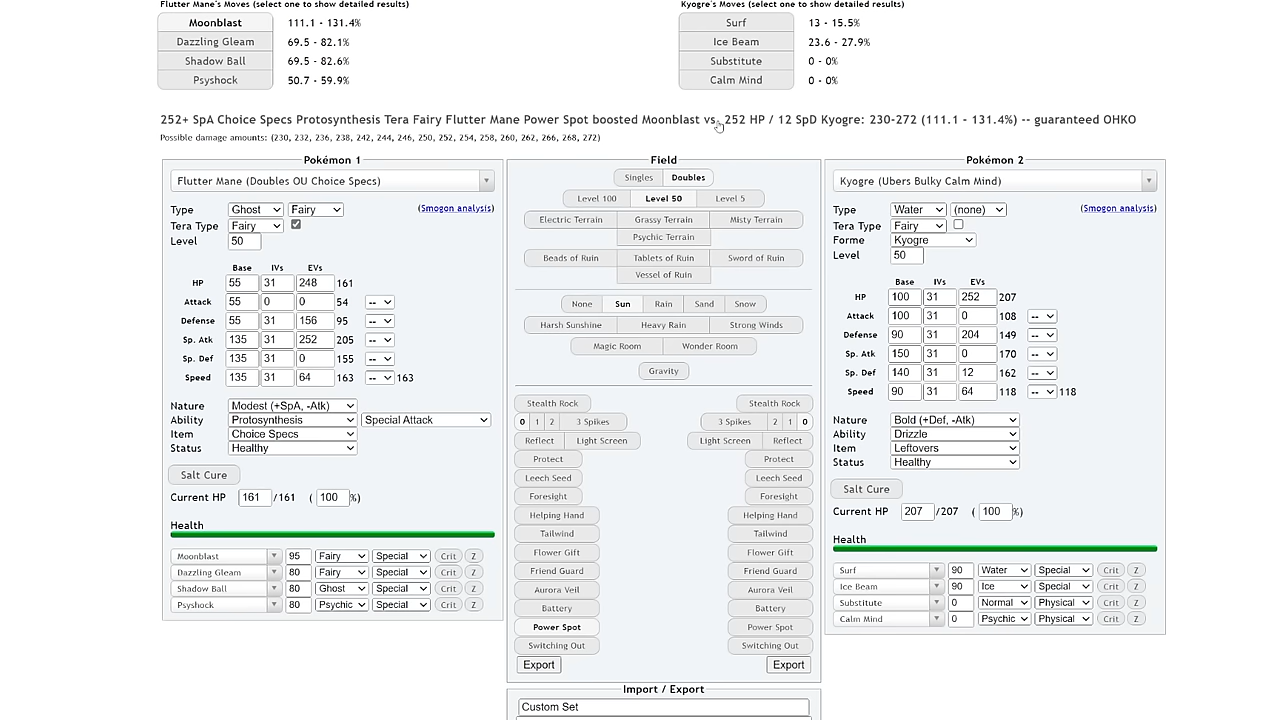 Flutter Mane's Moves (select one to show detailed results)
Kyogre's Moves (select one to show detailed results)
Moonblast 111.1 - 131.4%
Surf 13 - 15.5%
Dazzling Gleam 69.5 - 82.1%
Ice Beam 23.6 - 27.9%
Shadow Ball 69.5 - 82.6%
Substitute 0 - 0%
Psyshock 50.7 - 59.9%
Calm Mind 0 - 0%
252+ SpA Choice Specs Protosynthesis Tera Fairy Flutter Mane Power Spot boosted Moonblast vs. 252 HP / 12 SpD Kyogre: 230-272 (111.1 - 131.4%) -- guaranteed OHKO
Possible damage amounts: (230, 232, 236, 238, 242, 244, 246, 250, 252, 254, 258, 260, 262, 266, 268, 272)
Pokémon 1
Flutter Mane (Doubles OU Choice Specs)
Type Ghost Fairy (Smogon analysis)
Tera Type Fairy
Level 50
Base IVs EVs
HP 55 31 248 161
Attack 55 0 0 54 --
Defense 55 31 156 95 --
Sp. Atk 135 31 252 205 --
Sp. Def 135 31 0 155 --
Speed 135 31 64 163 -- 163
Nature Modest (+SpA, -Atk)
Ability Protosynthesis Special Attack
Item Choice Specs
Status Healthy
Salt Cure
Current HP 161 /161 ( 100 %)
Health
Moonblast 95 Fairy Special Crit Z
Dazzling Gleam 80 Fairy Special Crit Z
Shadow Ball 80 Ghost Special Crit Z
Psyshock 80 Psychic Special Crit Z
Field
Singles Doubles
Level 100 Level 50 Level 5
Electric Terrain Grassy Terrain Misty Terrain
Psychic Terrain
Beads of Ruin Tablets of Ruin Sword of Ruin
Vessel of Ruin
None Sun Rain Sand Snow
Harsh Sunshine Heavy Rain Strong Winds
Magic Room Wonder Room
Gravity
Stealth Rock Stealth Rock
0 1 2 3 Spikes 3 Spikes 2 1 0
Reflect Light Screen Light Screen Reflect
Protect Protect
Leech Seed Leech Seed
Foresight Foresight
Helping Hand Helping Hand
Tailwind Tailwind
Flower Gift Flower Gift
Friend Guard Friend Guard
Aurora Veil Aurora Veil
Battery Battery
Power Spot Power Spot
Switching Out Switching Out
Export Export
Import / Export
Custom Set
Pokémon 2
Kyogre (Ubers Bulky Calm Mind)
Type Water (none) (Smogon analysis)
Tera Type Fairy
Forme Kyogre
Level 50
Base IVs EVs
HP 100 31 252 207
Attack 100 31 0 108 --
Defense 90 31 204 149 --
Sp. Atk 150 31 0 170 --
Sp. Def 140 31 12 162 --
Speed 90 31 64 118 -- 118
Nature Bold (+Def, -Atk)
Ability Drizzle
Item Leftovers
Status Healthy
Salt Cure
Current HP 207 /207 ( 100 %)
Health
Surf 90 Water Special Crit Z
Ice Beam 90 Ice Special Crit Z
Substitute 0 Normal Physical Crit Z
Calm Mind 0 Psychic Physical Crit Z